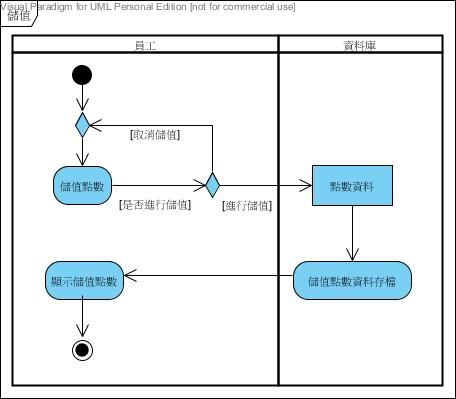 Visual Paradigm for UML Personal Edition [not for commercial use]
儲值
員工
資料庫
[取消儲值]
儲值點數
點數資料
[是否進行儲值]
[進行儲值]
顯示儲值點數
儲值點數資料存檔